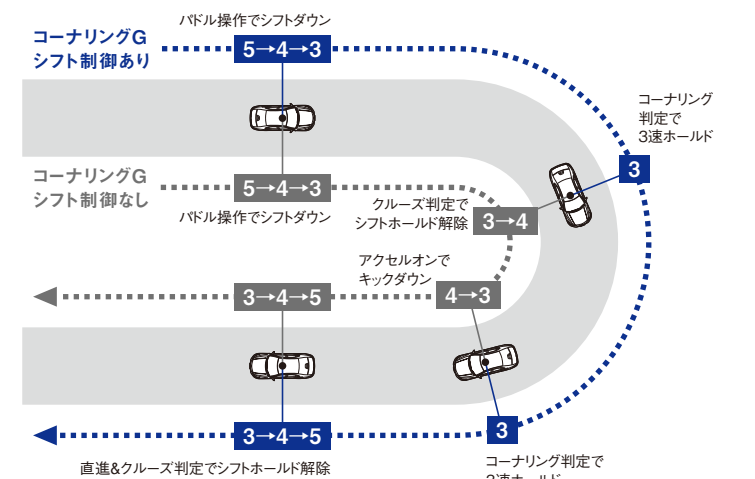 パドル操作でシフトダウン
コーナリングG
シフト制御あり
5→4→3
コーナリング
判定で
3速ホールド
3
コーナリングG
シフト制御なし
5→4→3
パドル操作でシフトダウン
クルーズ判定で
シフトホールド解除
3→4
アクセルオンで
キックダウン
3→4→5
4→3
3→4→5
3
直進&クルーズ判定でシフトホールド解除
コーナリング判定で
3速ホールド